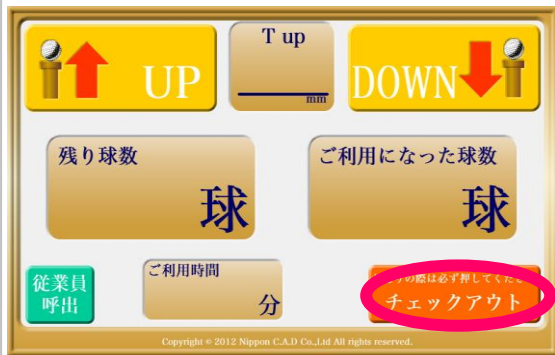 UP
T up
mm
DOWN
残り球数
球
ご利用になった球数
球
従業員
呼出
ご利用時間
分
の際は必ず押してくだ
チェックアウト
Copyright © 2012 Nippon C.A.D Co.,Ltd All rights reserved.